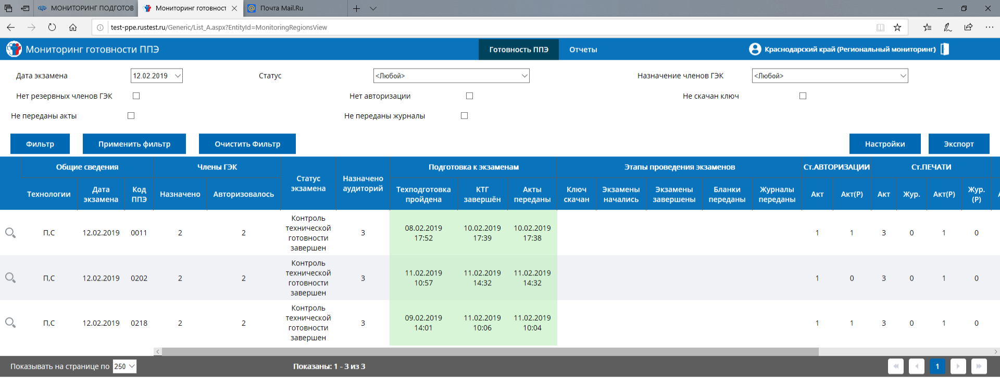 МОНИТОРИНГ ПОДГОТОВ
Мониторинг готовност
Почта Mail.Ru
test-ppe.rustest.ru/Generic/List_A.aspx?EntityId=MonitoringRegionsView
Мониторинг готовности ППЭ
Готовность ППЭ
Отчеты
Краснодарский край (Региональный мониторинг)
Дата экзамена
12.02.2019
Статус
<Любой>
Назначение членов ГЭК
<Любой>
Нет резервных членов ГЭК
Нет авторизации
Не скачан ключ
Не переданы акты
Не переданы журналы
Фильтр
Применить фильтр
Очистить Фильтр
Настройки
Экспорт
Общие сведения
Члены ГЭК
Статус экзамена
Назначено аудиторий
Подготовка к экзаменам
Этапы проведения экзаменов
Ст.АВТОРИЗАЦИИ
Ст.ПЕЧАТИ
Технологии
Дата экзамена
Код ППЭ
Назначено
Авторизовалось
Техподготовка пройдена
КТГ завершён
Акты переданы
Ключ скачан
Экзамены начались
Экзамены завершены
Бланки переданы
Журналы переданы
Акт
Акт(Р)
Акт
Жур.
Акт(Р)
Жур. (Р)
П,С 12.02.2019 0011 2 2 Контроль технической готовности завершен 3 08.02.2019 17:52 10.02.2019 17:39 10.02.2019 17:38 1 1 3 0 1 0
П,С 12.02.2019 0202 2 2 Контроль технической готовности завершен 3 11.02.2019 10:57 11.02.2019 14:32 11.02.2019 14:32 1 0 3 0 1 0
П,С 12.02.2019 0218 2 2 Контроль технической готовности завершен 3 09.02.2019 14:01 11.02.2019 10:06 11.02.2019 10:04 1 1 3 0 1 0
Показывать на странице по 250
Показаны: 1 - 3 из 3
1